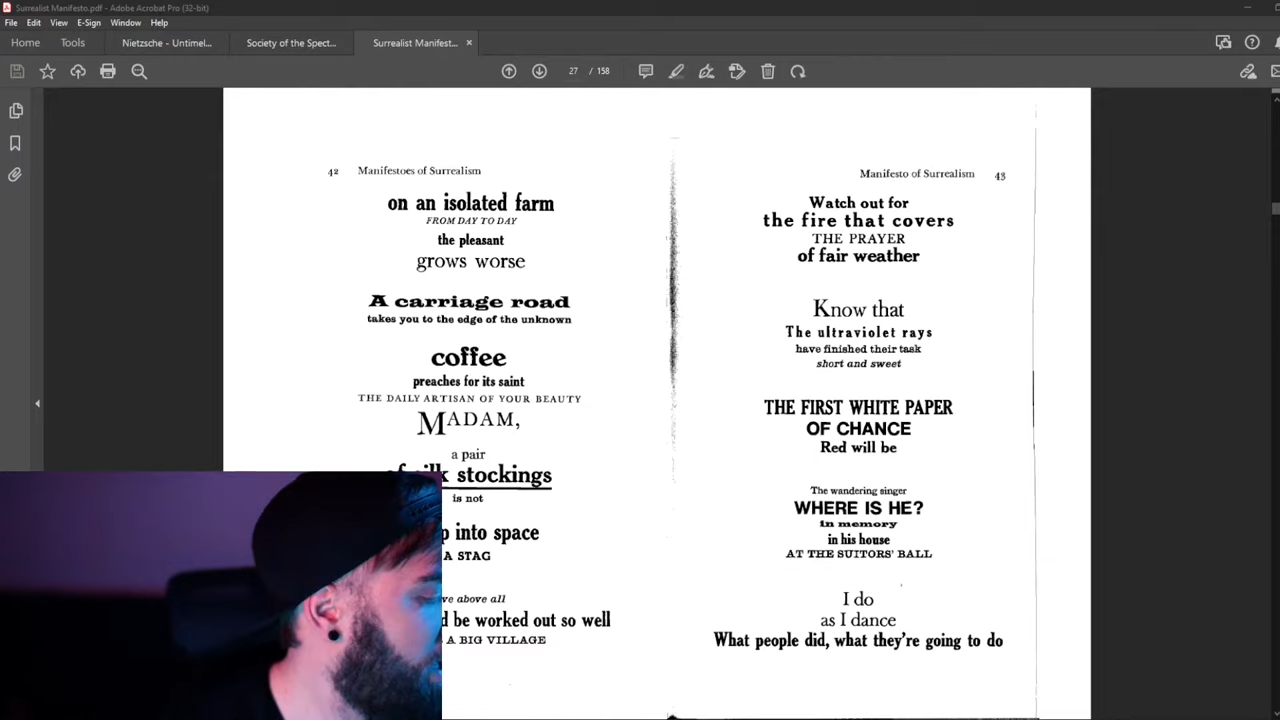 Surrealist Manifesto.pdf - Adobe Acrobat Pro (32-bit)
File Edit View E-Sign Window Help
Home Tools Nietzsche - Untimel... Society of the Spect... Surrealist Manifest... ×
27 / 158
42 Manifestoes of Surrealism
on an isolated farm
FROM DAY TO DAY
the pleasant
grows worse
A carriage road
takes you to the edge of the unknown
coffee
preaches for its saint
THE DAILY ARTISAN OF YOUR BEAUTY
MADAM,
a pair
silk stockings
is not
into space
A STAG
above all
be worked out so well
A BIG VILLAGE
Manifesto of Surrealism 43
Watch out for
the fire that covers
THE PRAYER
of fair weather
Know that
The ultraviolet rays
have finished their task
short and sweet
THE FIRST WHITE PAPER
OF CHANCE
Red will be
The wandering singer
WHERE IS HE?
in memory
in his house
AT THE SUITORS' BALL
I do
as I dance
What people did, what they're going to do